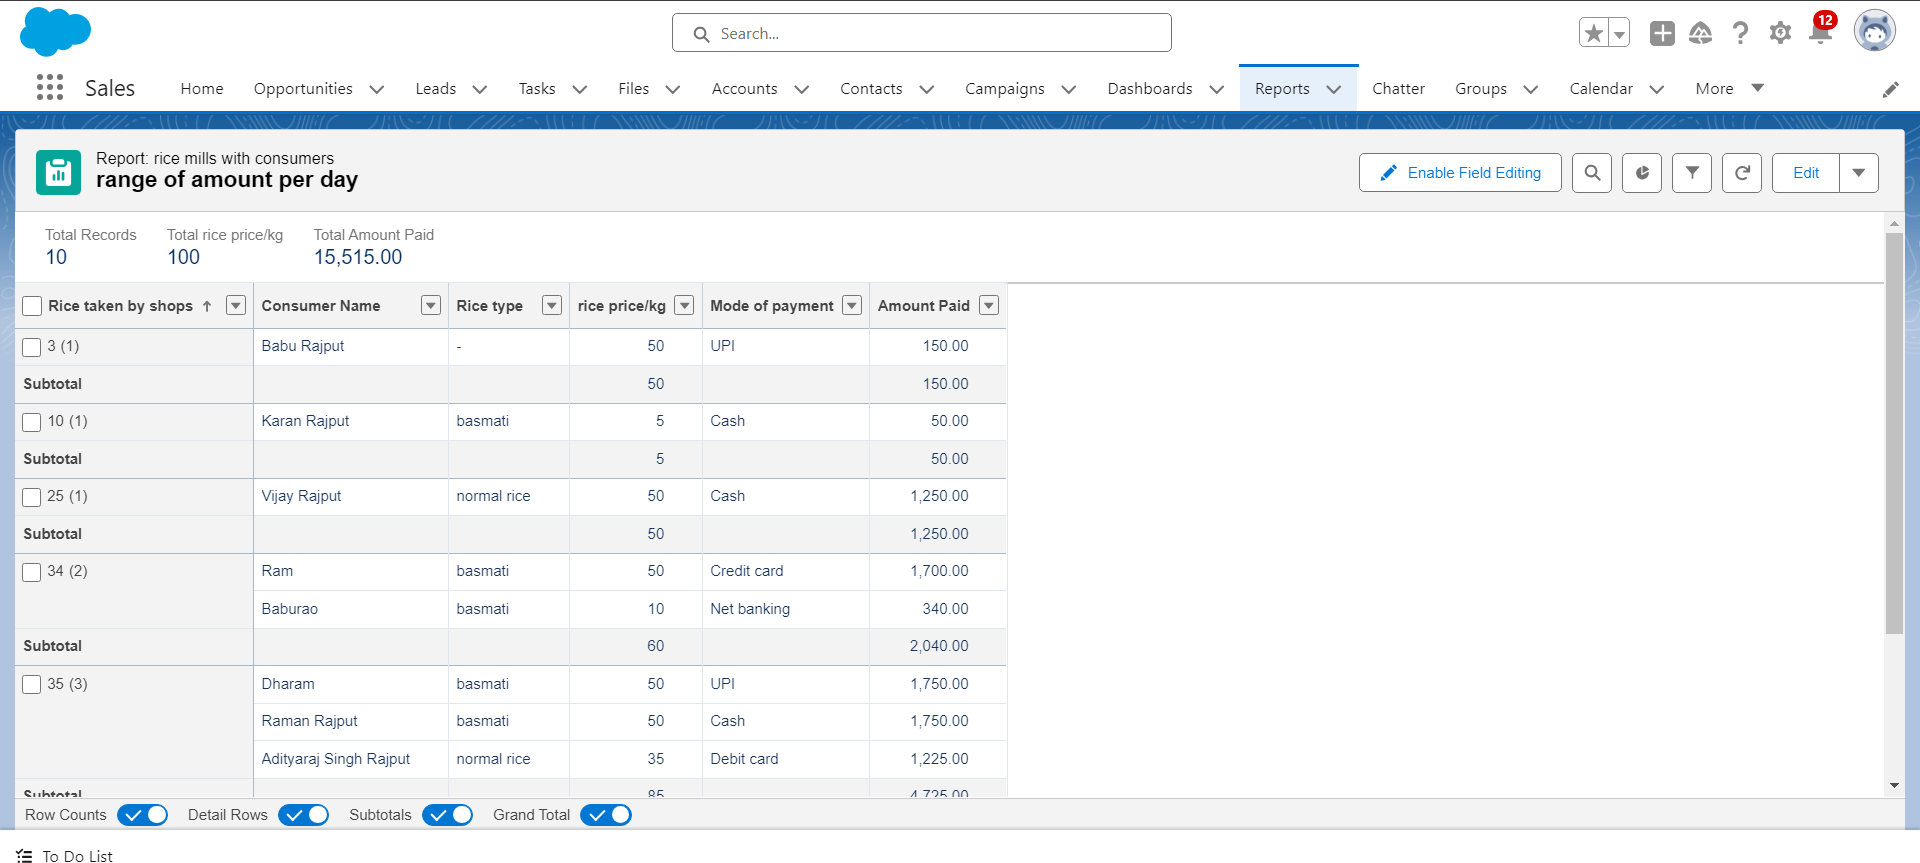 Search...
12
Sales Home Opportunities Leads Tasks Files Accounts Contacts Campaigns Dashboards Reports Chatter Groups Calendar More
Report: rice mills with consumers
range of amount per day
Enable Field Editing Edit
Total Records Total rice price/kg Total Amount Paid
10 100 15,515.00
Rice taken by shops ↑ Consumer Name Rice type rice price/kg Mode of payment Amount Paid
3 (1) Babu Rajput - 50 UPI 150.00
Subtotal 50 150.00
10 (1) Karan Rajput basmati 5 Cash 50.00
Subtotal 5 50.00
25 (1) Vijay Rajput normal rice 50 Cash 1,250.00
Subtotal 50 1,250.00
34 (2) Ram basmati 50 Credit card 1,700.00
Baburao basmati 10 Net banking 340.00
Subtotal 60 2,040.00
35 (3) Dharam basmati 50 UPI 1,750.00
Raman Rajput basmati 50 Cash 1,750.00
Adityaraj Singh Rajput normal rice 35 Debit card 1,225.00
Subtotal 85 4,725.00
Row Counts Detail Rows Subtotals Grand Total
To Do List